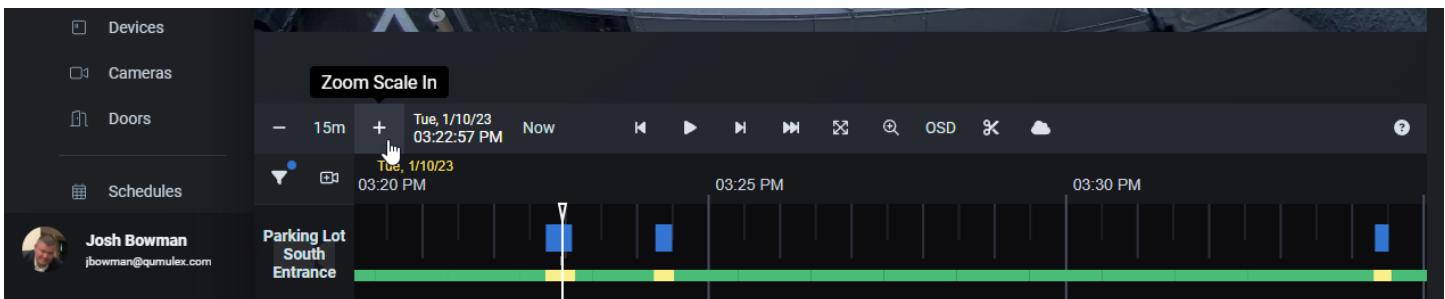 Devices
Cameras
Doors
Schedules
Josh Bowman
jbowman@qumulex.com
Zoom Scale In
15m
Tue, 1/10/23
03:22:57 PM
Now
OSD
Tue, 1/10/23
03:20 PM
03:25 PM
03:30 PM
Parking Lot
South
Entrance